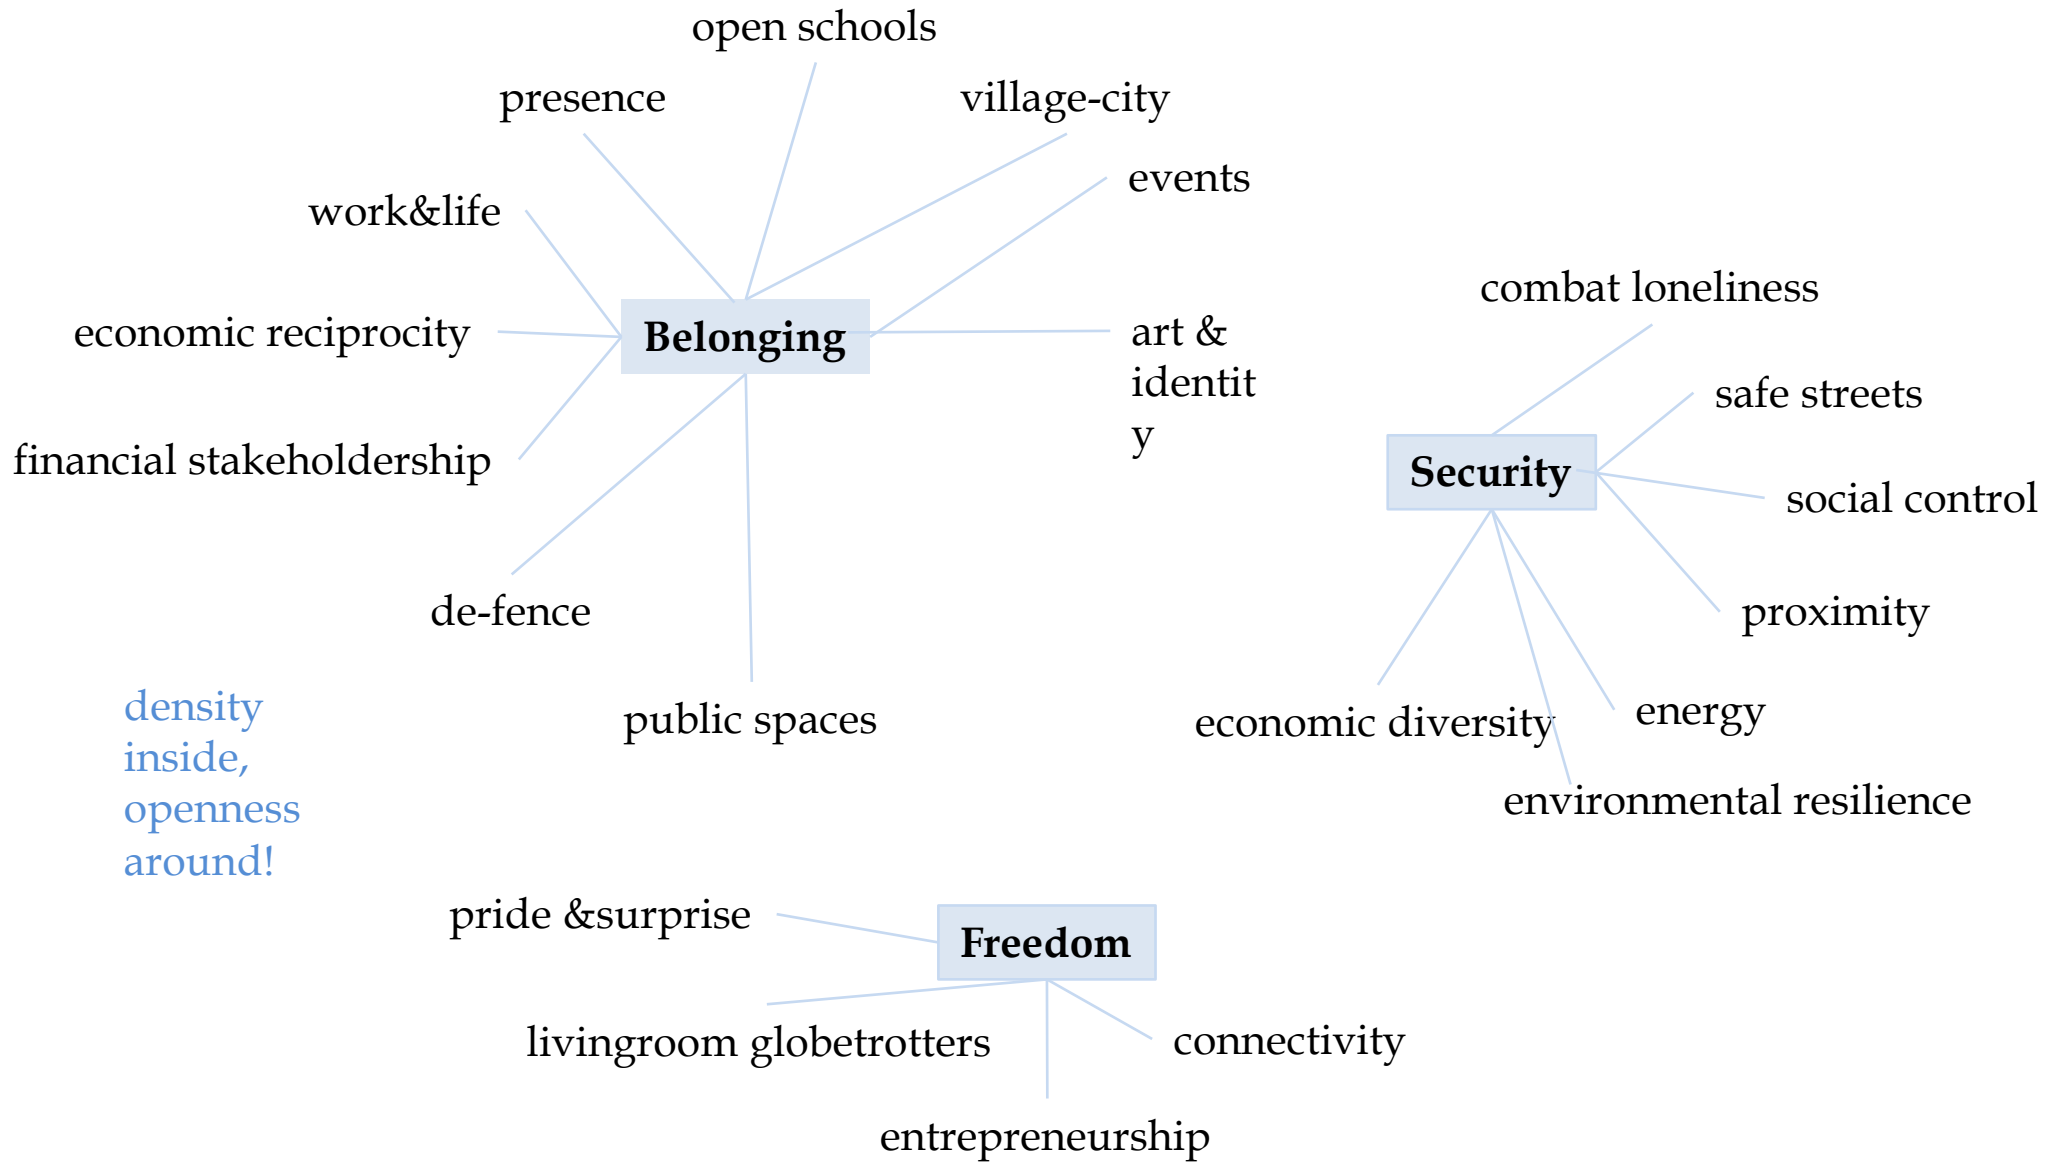 open schools
presence
village-city
events
work&life
economic reciprocity
Belonging
art &
identit
y
financial stakeholdership
de-fence
public spaces
combat loneliness
safe streets
Security
social control
proximity
economic diversity
energy
environmental resilience
density
inside,
openness
around!
pride &surprise
Freedom
livingroom globetrotters
connectivity
entrepreneurship